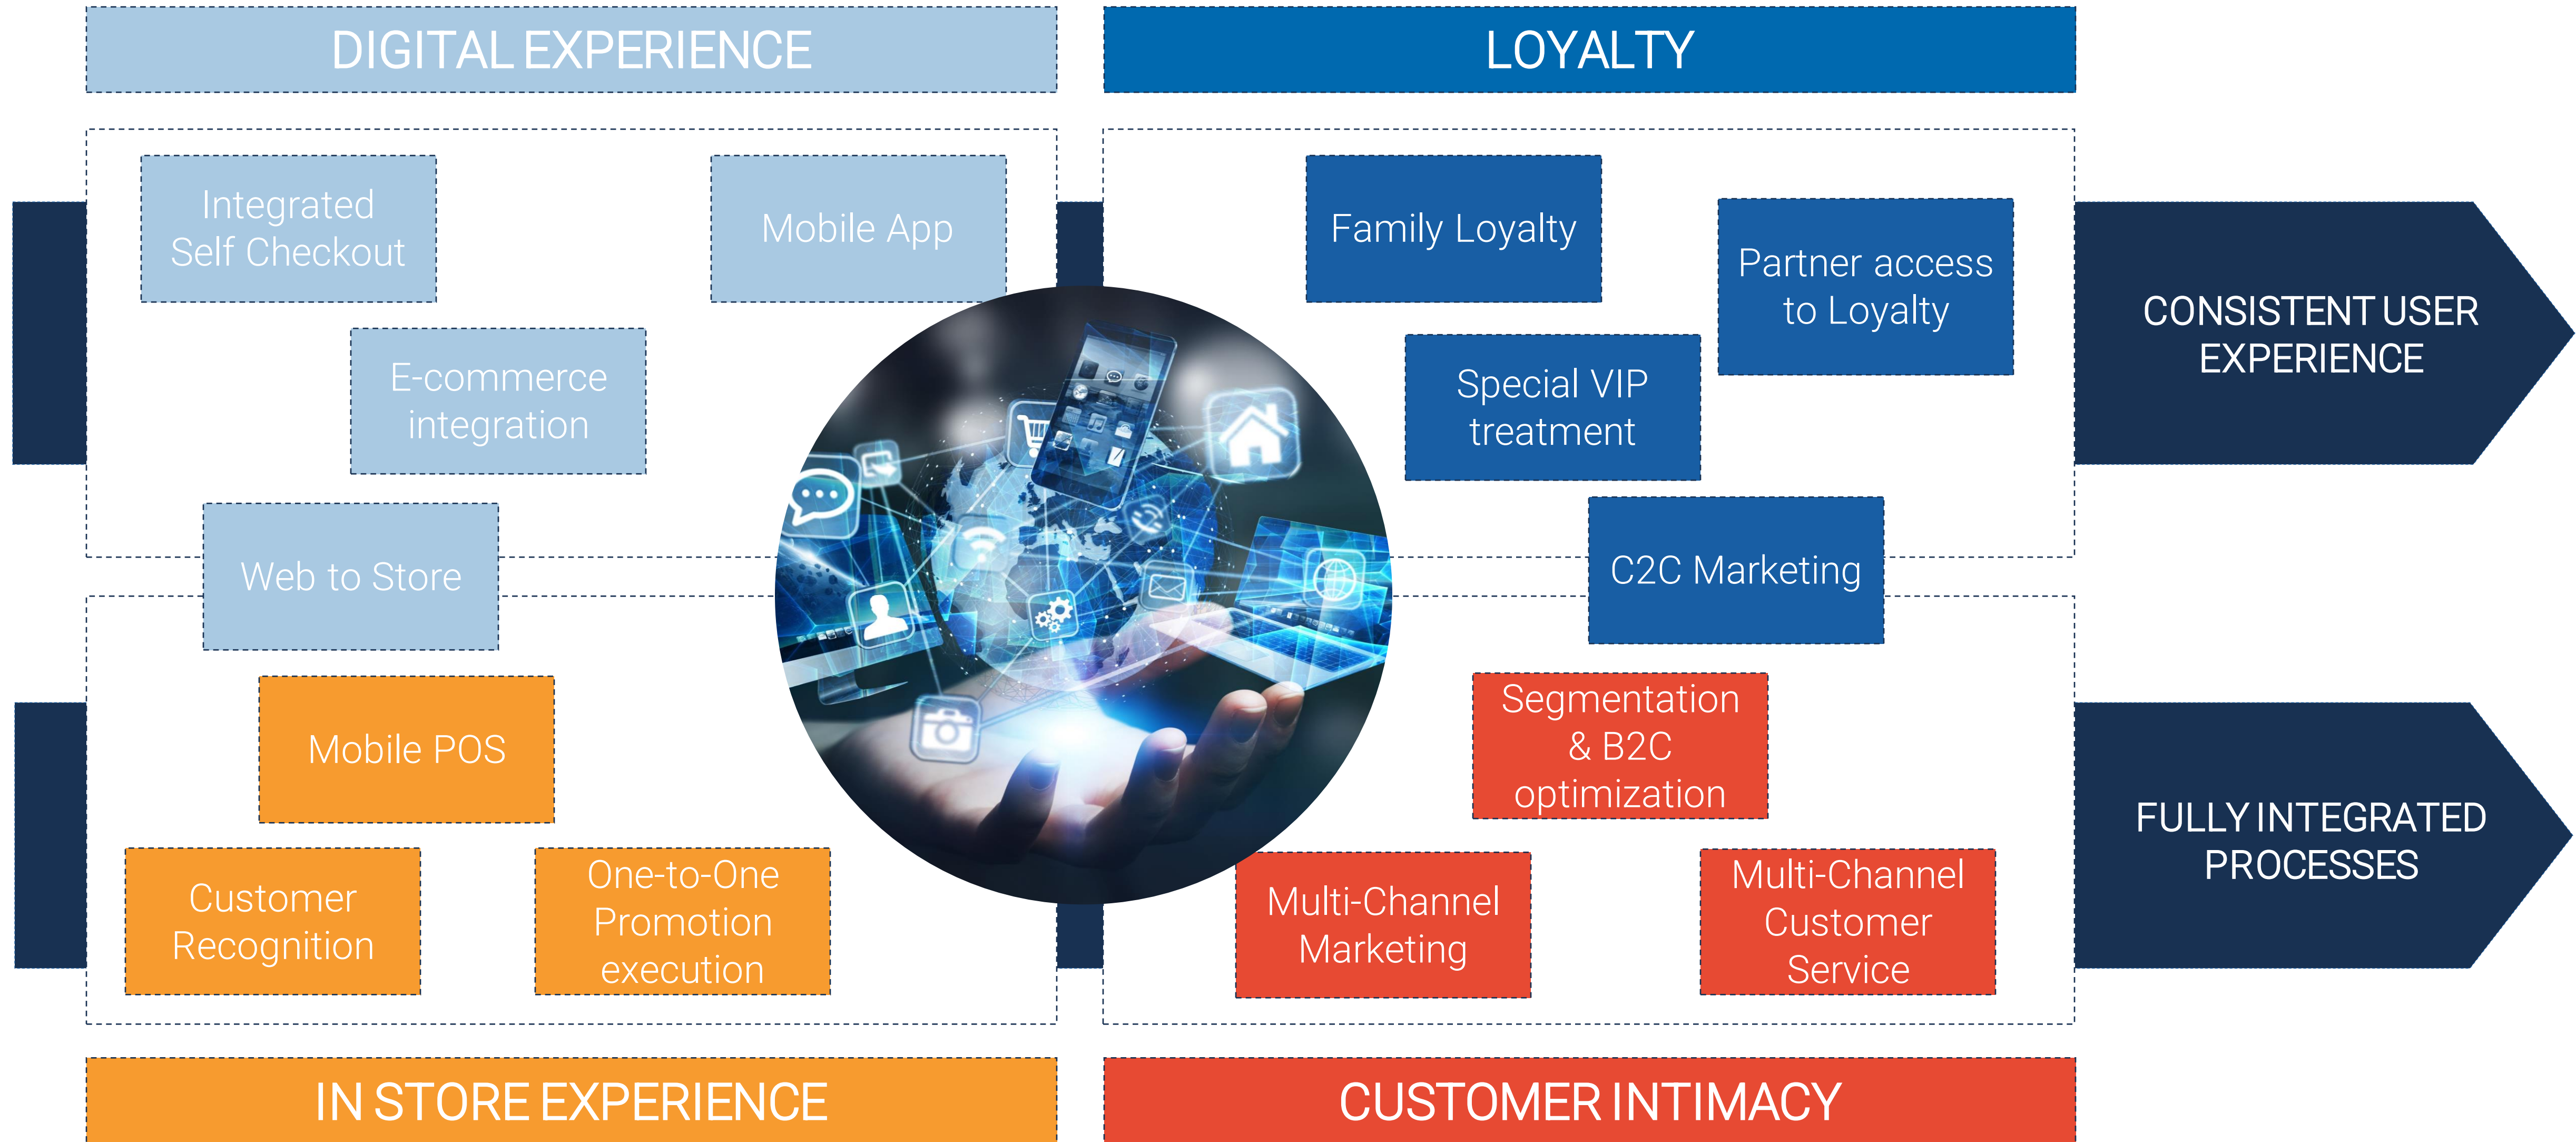 DIGITAL EXPERIENCE
LOYALTY
Integrated
Self Checkout
Mobile App
E-commerce
integration
Web to Store
Family Loyalty
Partner access
to Loyalty
Special VIP
treatment
C2C Marketing
CONSISTENT USER
EXPERIENCE
Mobile POS
Customer
Recognition
One-to-One
Promotion
execution
Segmentation
& B2C
optimization
Multi-Channel
Marketing
Multi-Channel
Customer
Service
FULLY INTEGRATED
PROCESSES
IN STORE EXPERIENCE
CUSTOMER INTIMACY